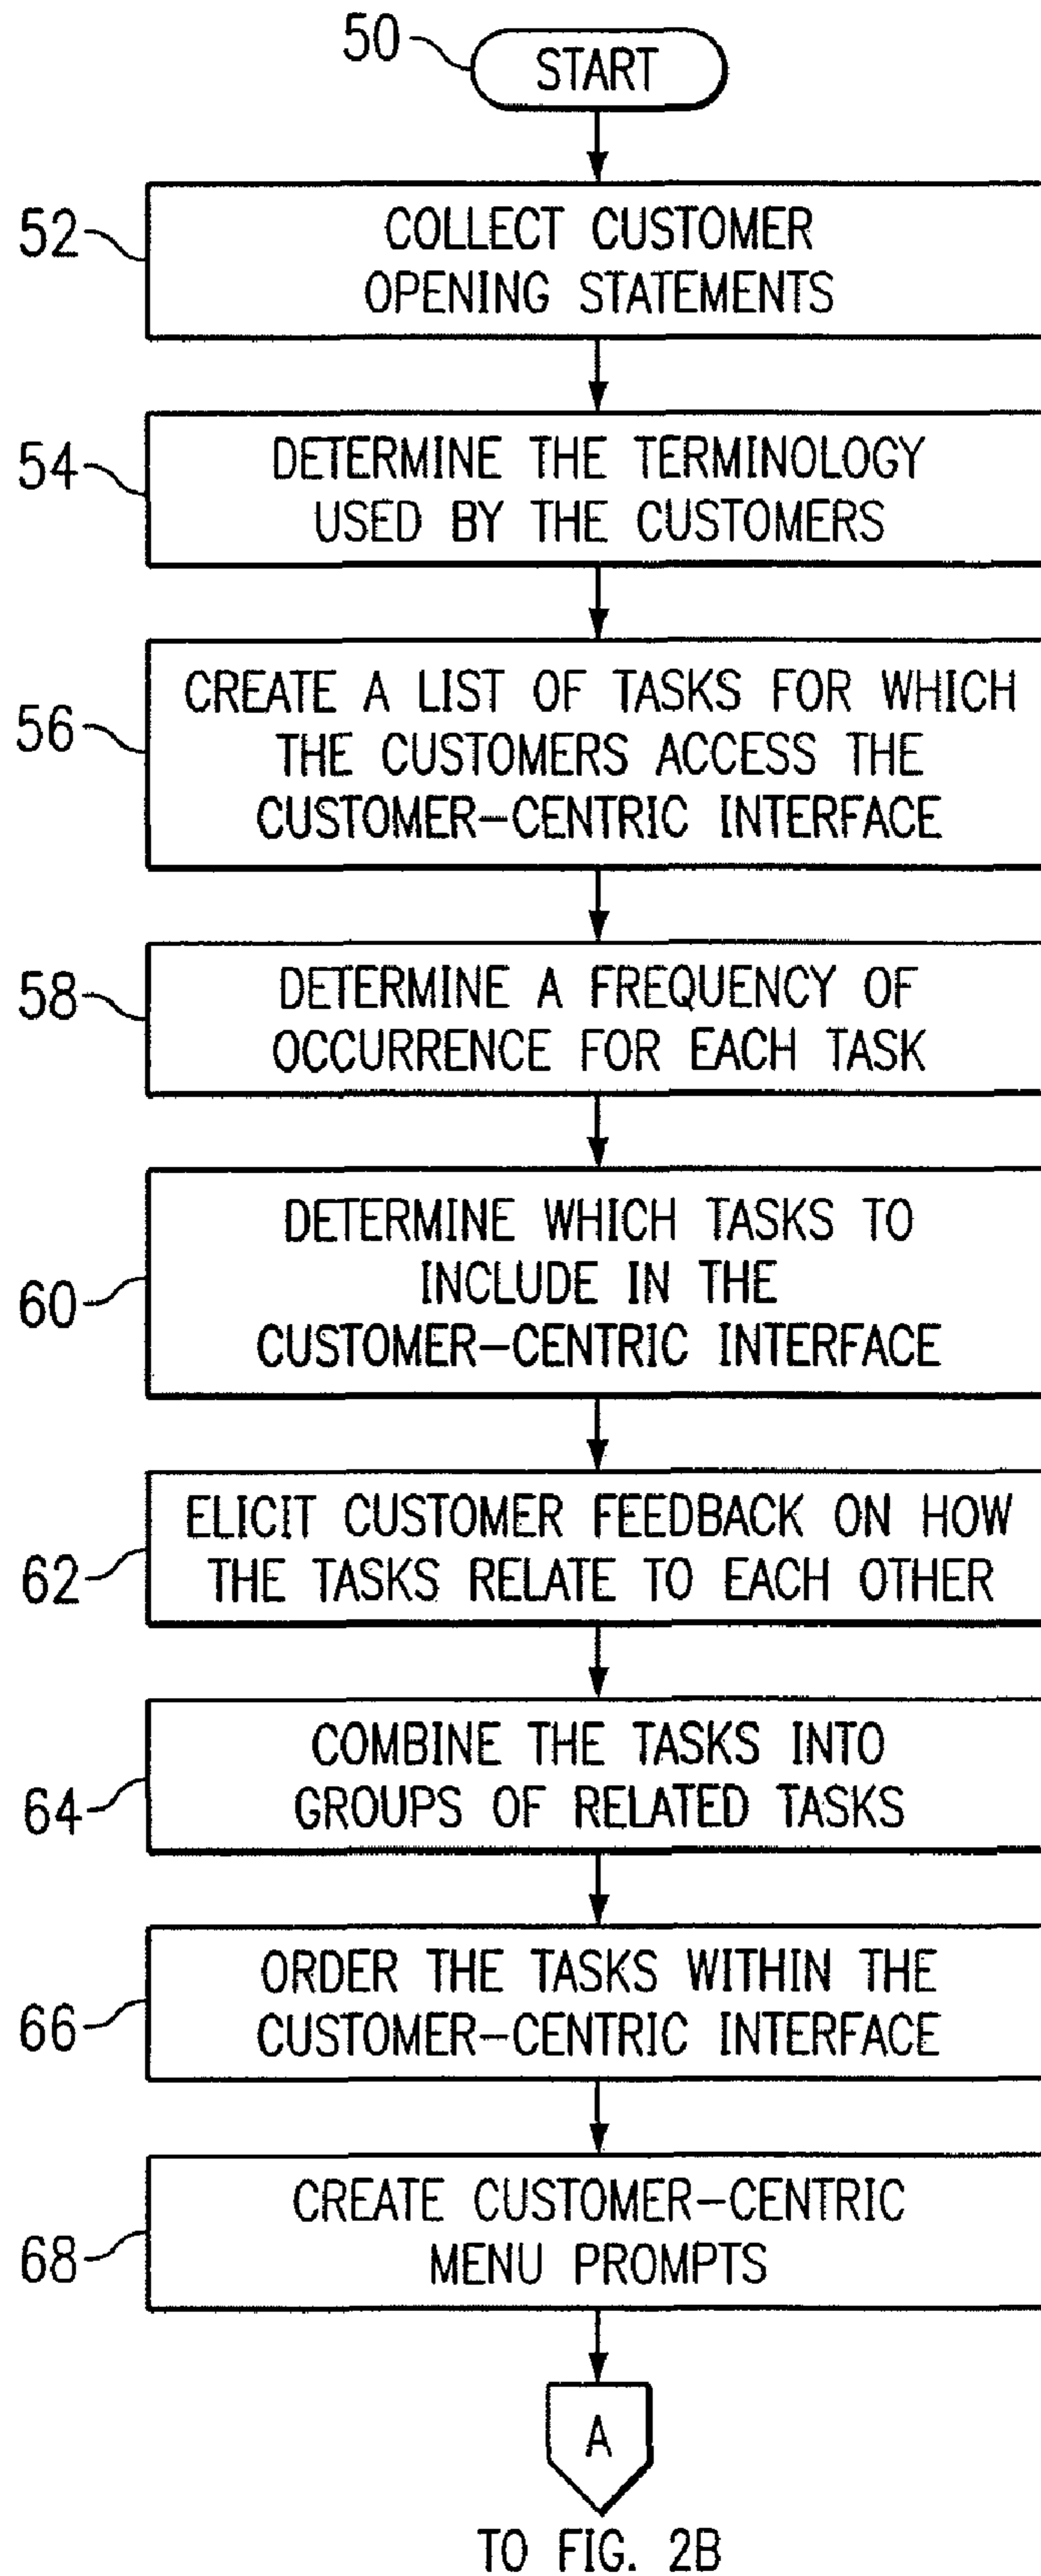 50
START
52
COLLECT CUSTOMER
OPENING STATEMENTS
54
DETERMINE THE TERMINOLOGY
USED BY THE CUSTOMERS
56
CREATE A LIST OF TASKS FOR WHICH
THE CUSTOMERS ACCESS THE
CUSTOMER-CENTRIC INTERFACE
58
DETERMINE A FREQUENCY OF
OCCURRENCE FOR EACH TASK
60
DETERMINE WHICH TASKS TO
INCLUDE IN THE
CUSTOMER-CENTRIC INTERFACE
62
ELICIT CUSTOMER FEEDBACK ON HOW
THE TASKS RELATE TO EACH OTHER
64
COMBINE THE TASKS INTO
GROUPS OF RELATED TASKS
66
ORDER THE TASKS WITHIN THE
CUSTOMER-CENTRIC INTERFACE
68
CREATE CUSTOMER-CENTRIC
MENU PROMPTS
A
TO FIG. 2B